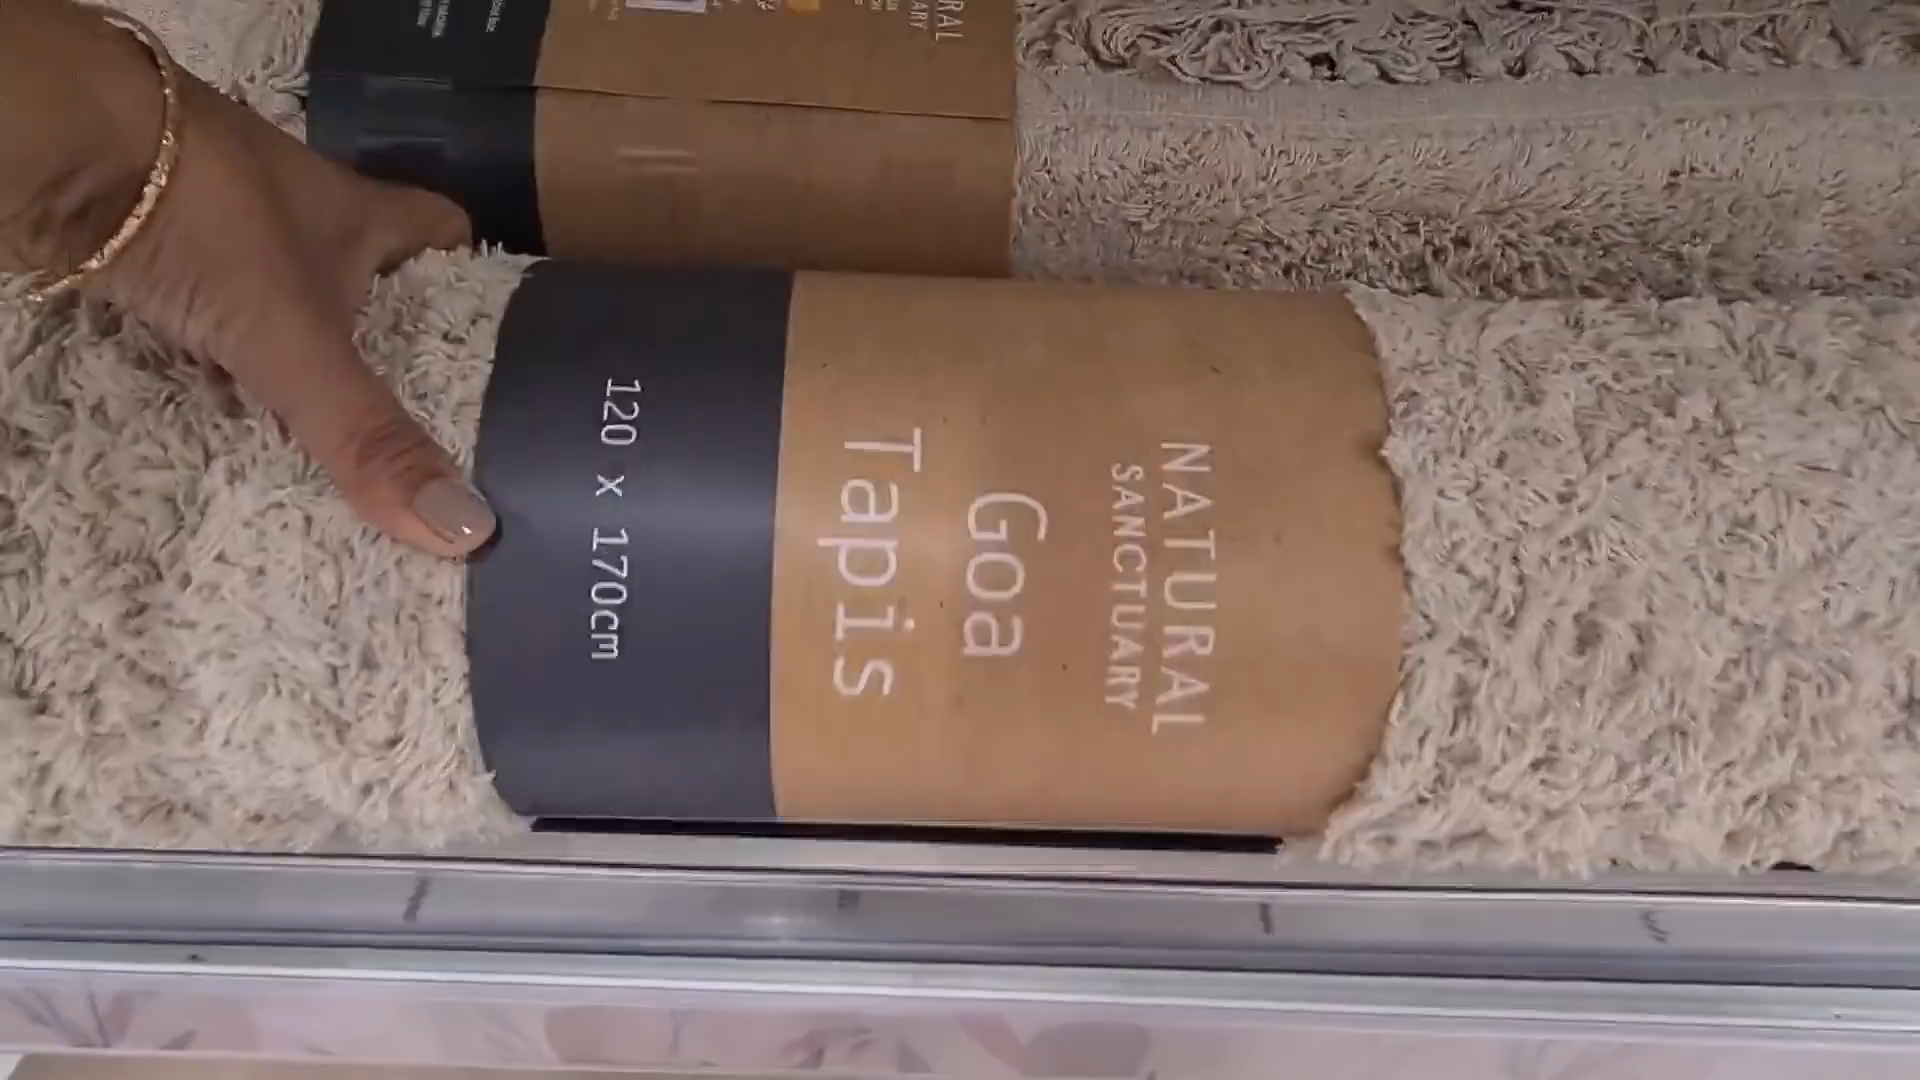 NATURAL
SANCTUARY
Goa
Tapis
120 x 170cm